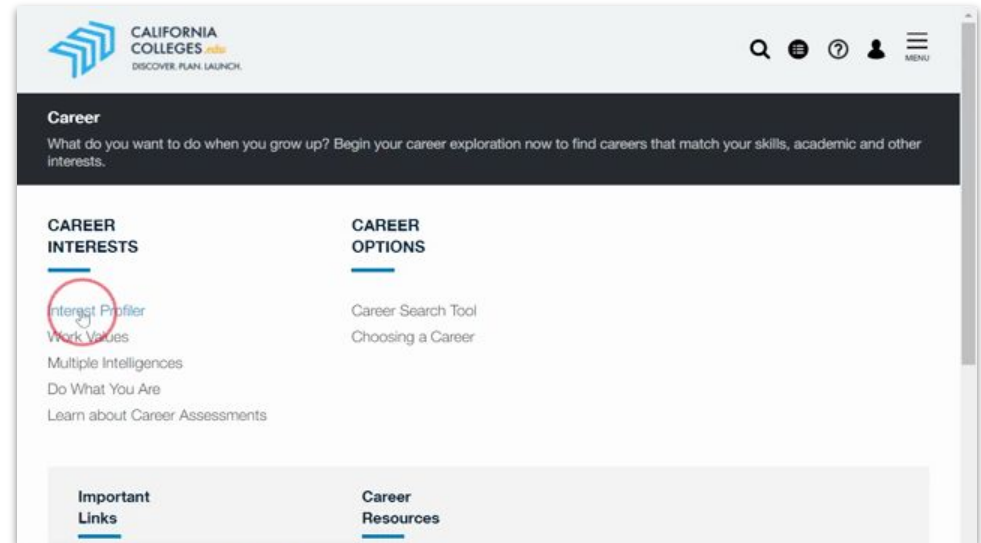 CALIFORNIA
COLLEGES.edu
DISCOVER. PLAN. LAUNCH.
MENU
Career
What do you want to do when you grow up? Begin your career exploration now to find careers that match your skills, academic and other
interests.
CAREER
INTERESTS
Interest Profiler
Work Values
Multiple Intelligences
Do What You Are
Learn about Career Assessments
CAREER
OPTIONS
Career Search Tool
Choosing a Career
Important
Links
Career
Resources